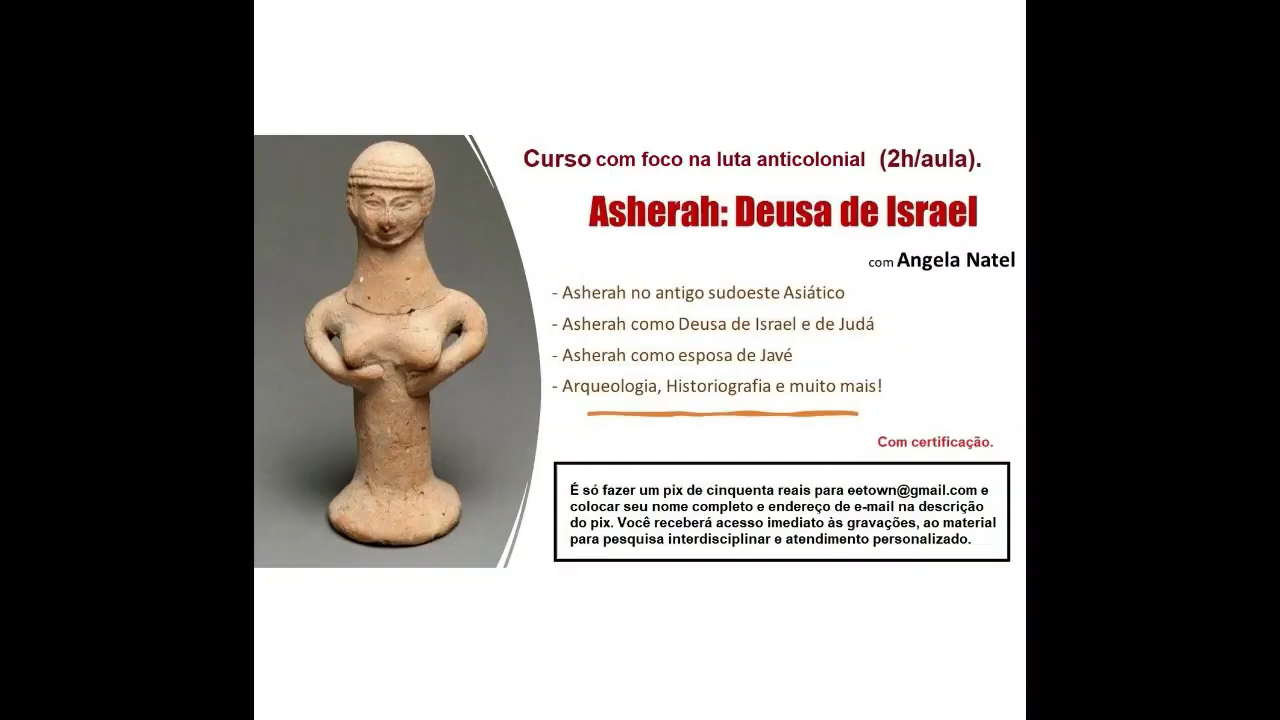 Curso com foco na luta anticolonial (2h/aula).
Asherah: Deusa de Israel
com Angela Natel
- Asherah no antigo sudoeste Asiático
- Asherah como Deusa de Israel e de Judá
- Asherah como esposa de Javé
- Arqueologia, Historiografia e muito mais!
Com certificação.
É só fazer um pix de cinquenta reais para eetown@gmail.com e
colocar seu nome completo e endereço de e-mail na descrição
do pix. Você receberá acesso imediato às gravações, ao material
para pesquisa interdisciplinar e atendimento personalizado.